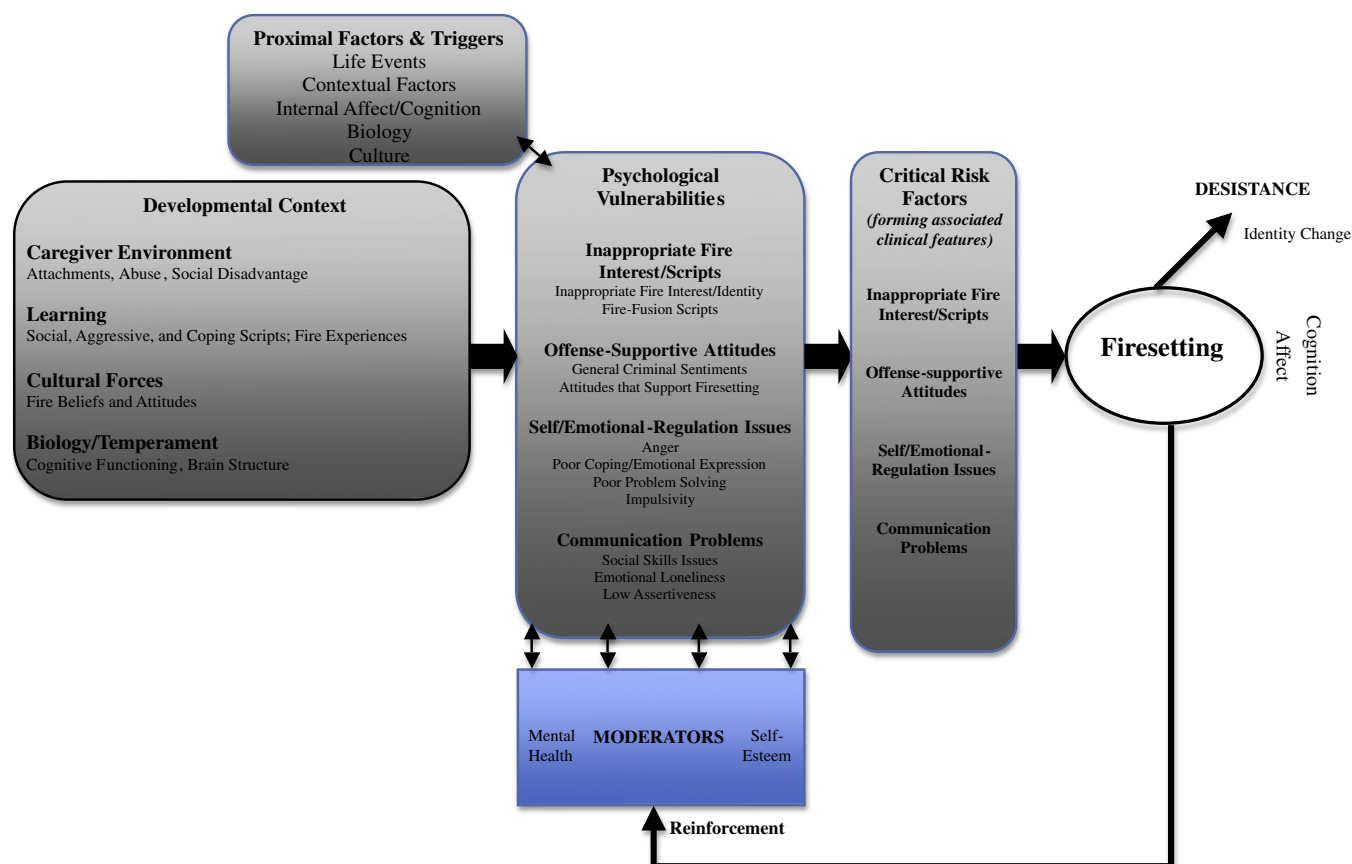 Proximal Factors & Triggers
Life Events
Contextual Factors
Internal Affect/Cognition
Biology
Culture
Developmental Context
Caregiver Environment
Attachments, Abuse, Social Disadvantage
Learning
Social, Aggressive, and Coping Scripts; Fire Experiences
Cultural Forces
Fire Beliefs and Attitudes
Biology/Temperament
Cognitive Functioning, Brain Structure
Psychological
Vulnerabilities
Inappropriate Fire
Interest/Scripts
Inappropriate Fire Interest/Identity
Fire-Fusion Scripts
Offense-Supportive Attitudes
General Criminal Sentiments
Attitudes that Support Firesetting
Self/Emotional-Regulation Issues
Anger
Poor Coping/Emotional Expression
Poor Problem Solving
Impulsivity
Communication Problems
Social Skills Issues
Emotional Loneliness
Low Assertiveness
Critical Risk
Factors
(forming associated
clinical features)
Inappropriate Fire
Interest/Scripts
Offense-supportive
Attitudes
Self/Emotional-
Regulation Issues
Communication
Problems
DESISTANCE
Identity Change
Firesetting
Cognition
Affect
Mental
Health
MODERATORS
Self-
Esteem
Reinforcement